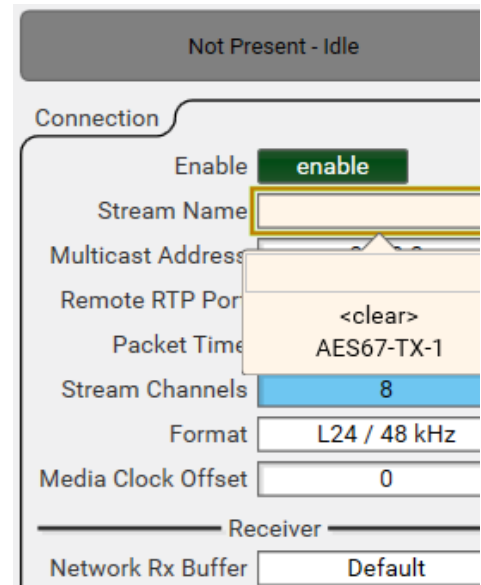 Not Present - Idle
Connection
Enable enable
Stream Name
Multicast Address
Remote RTP Por
<clear>
Packet Time AES67-TX-1
Stream Channels 8
Format L24 / 48 kHz
Media Clock Offset 0
Receiver
Network Rx Buffer Default